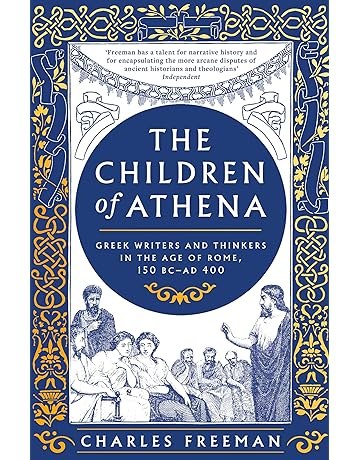 'Freeman has a talent for narrative history and
for encapsulating the more arcane disputes of
ancient historians and theologians'
Independent
THE
CHILDREN
of ATHENA
GREEK WRITERS AND THINKERS
IN THE AGE OF ROME,
150 BC–AD 400
CHARLES FREEMAN